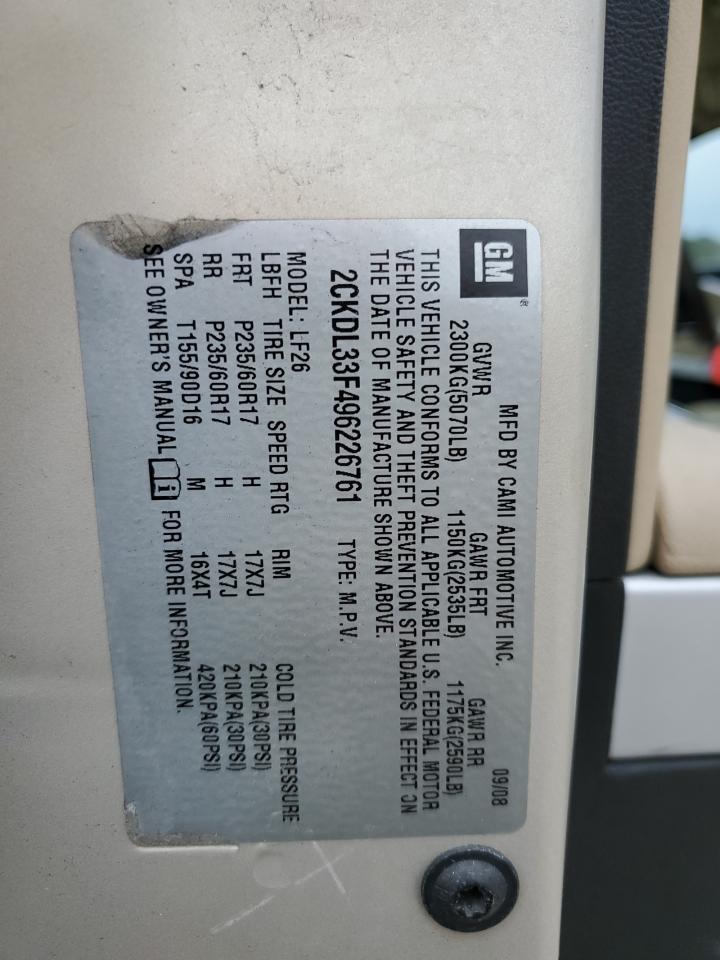 GM ®
MFD BY CAMI AUTOMOTIVE INC. 09/08
GVWR GAWR FRT GAWR RR
2300KG(5070LB) 1150KG(2535LB) 1175KG(2590LB)
THIS VEHICLE CONFORMS TO ALL APPLICABLE U.S. FEDERAL MOTOR
VEHICLE SAFETY AND THEFT PREVENTION STANDARDS IN EFFECT ON
THE DATE OF MANUFACTURE SHOWN ABOVE.
2CKDL33F496226761 TYPE: M.P.V.
MODEL: LF26
LBFH TIRE SIZE SPEED RTG RIM COLD TIRE PRESSURE
FRT P235/60R17 H 17X7J 210KPA(30PSI)
RR P235/60R17 H 17X7J 210KPA(30PSI)
SPA T155/90D16 M 16X4T 420KPA(60PSI)
SEE OWNER'S MANUAL FOR MORE INFORMATION.